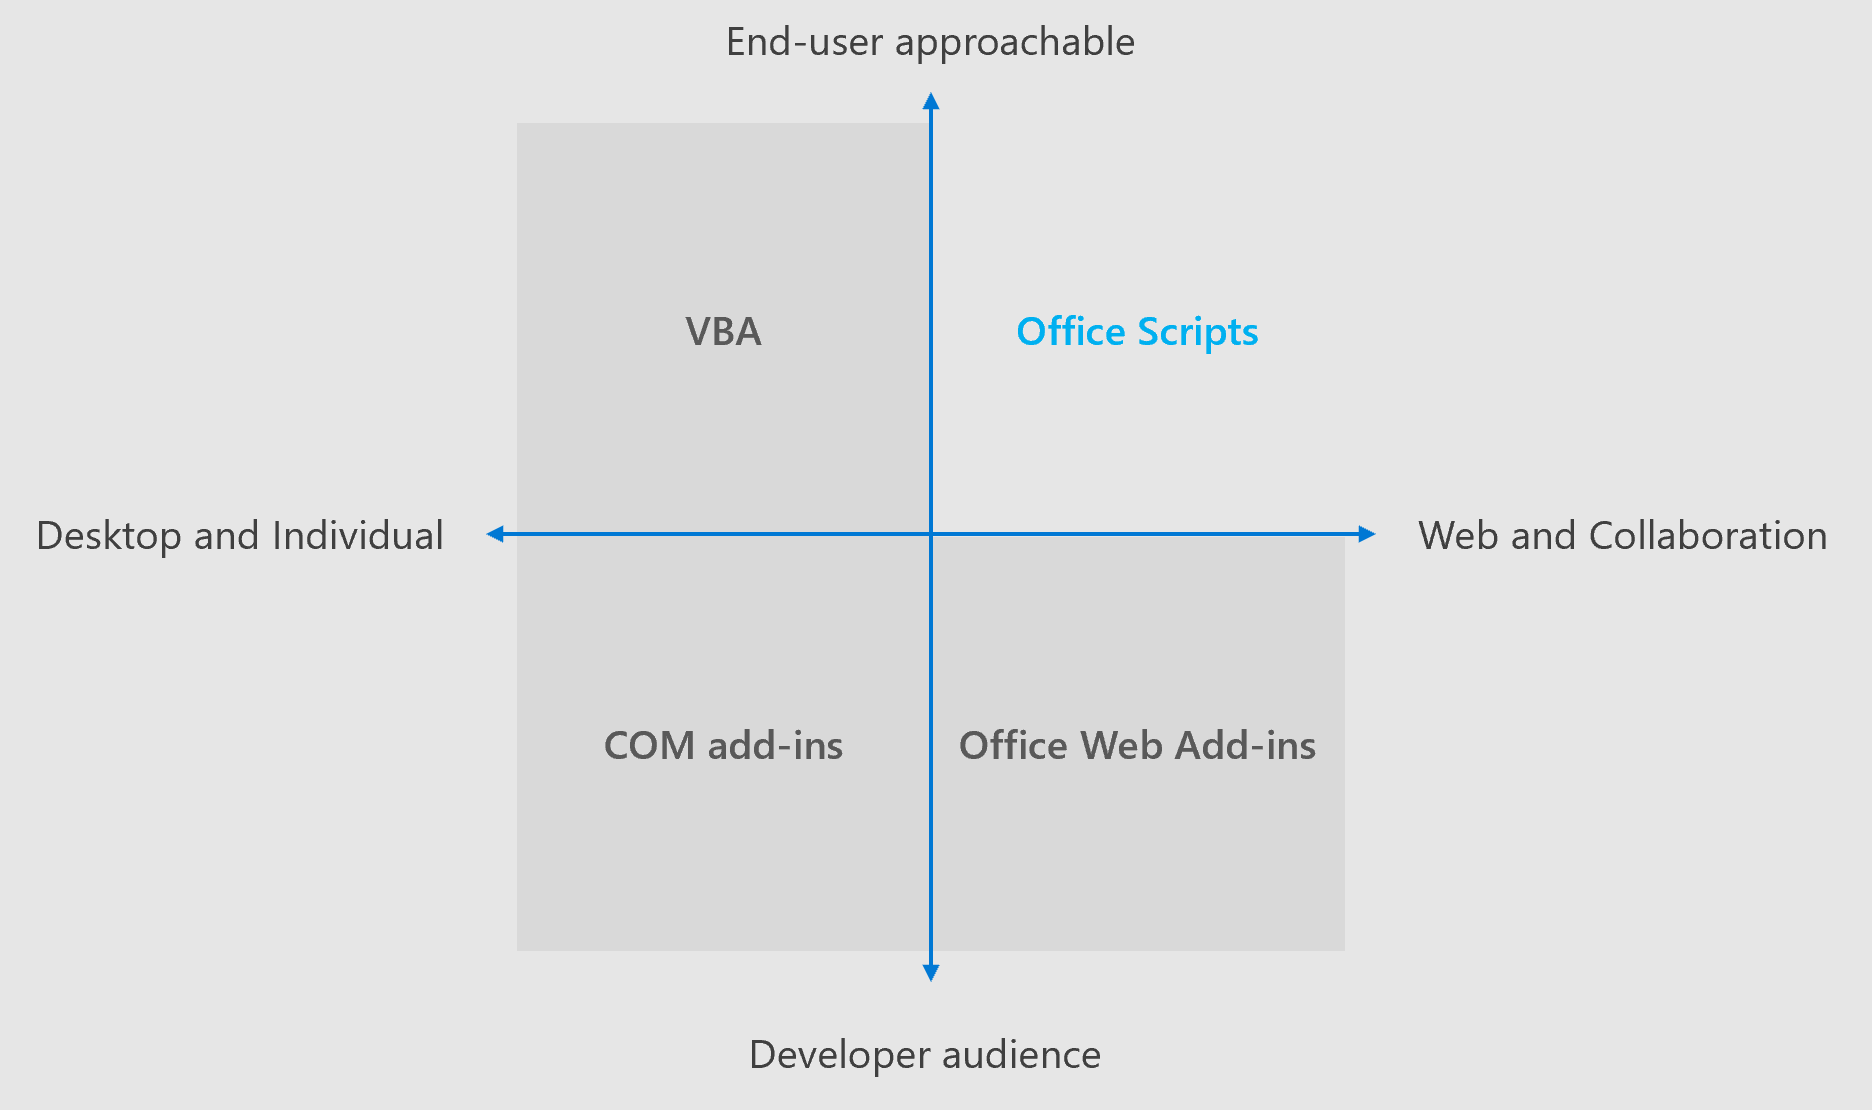 End-user approachable
VBA
Office Scripts
Desktop and Individual
Web and Collaboration
COM add-ins
Office Web Add-ins
Developer audience